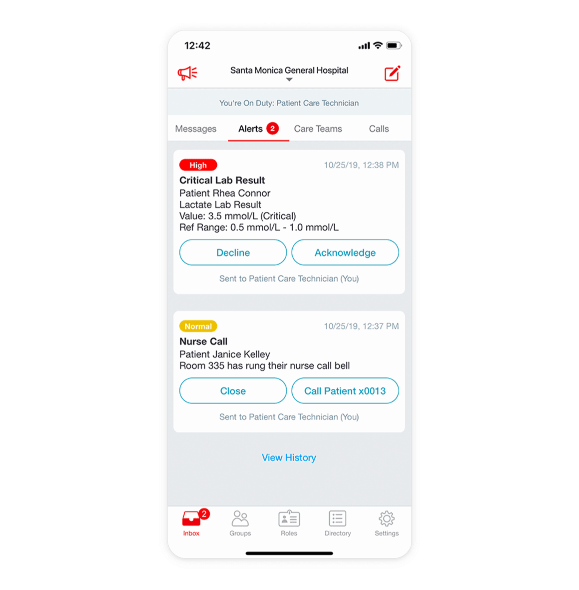 12:42
Santa Monica General Hospital
You're On Duty: Patient Care Technician
Messages Alerts 2 Care Teams Calls
High 10/25/19, 12:38 PM
Critical Lab Result
Patient Rhea Connor
Lactate Lab Result
Value: 3.5 mmol/L (Critical)
Ref Range: 0.5 mmol/L - 1.0 mmol/L
Decline Acknowledge
Sent to Patient Care Technician (You)
Normal 10/25/19, 12:37 PM
Nurse Call
Patient Janice Kelley
Room 335 has rung their nurse call bell
Close Call Patient x0013
Sent to Patient Care Technician (You)
View History
2
Inbox Groups Roles Directory Settings